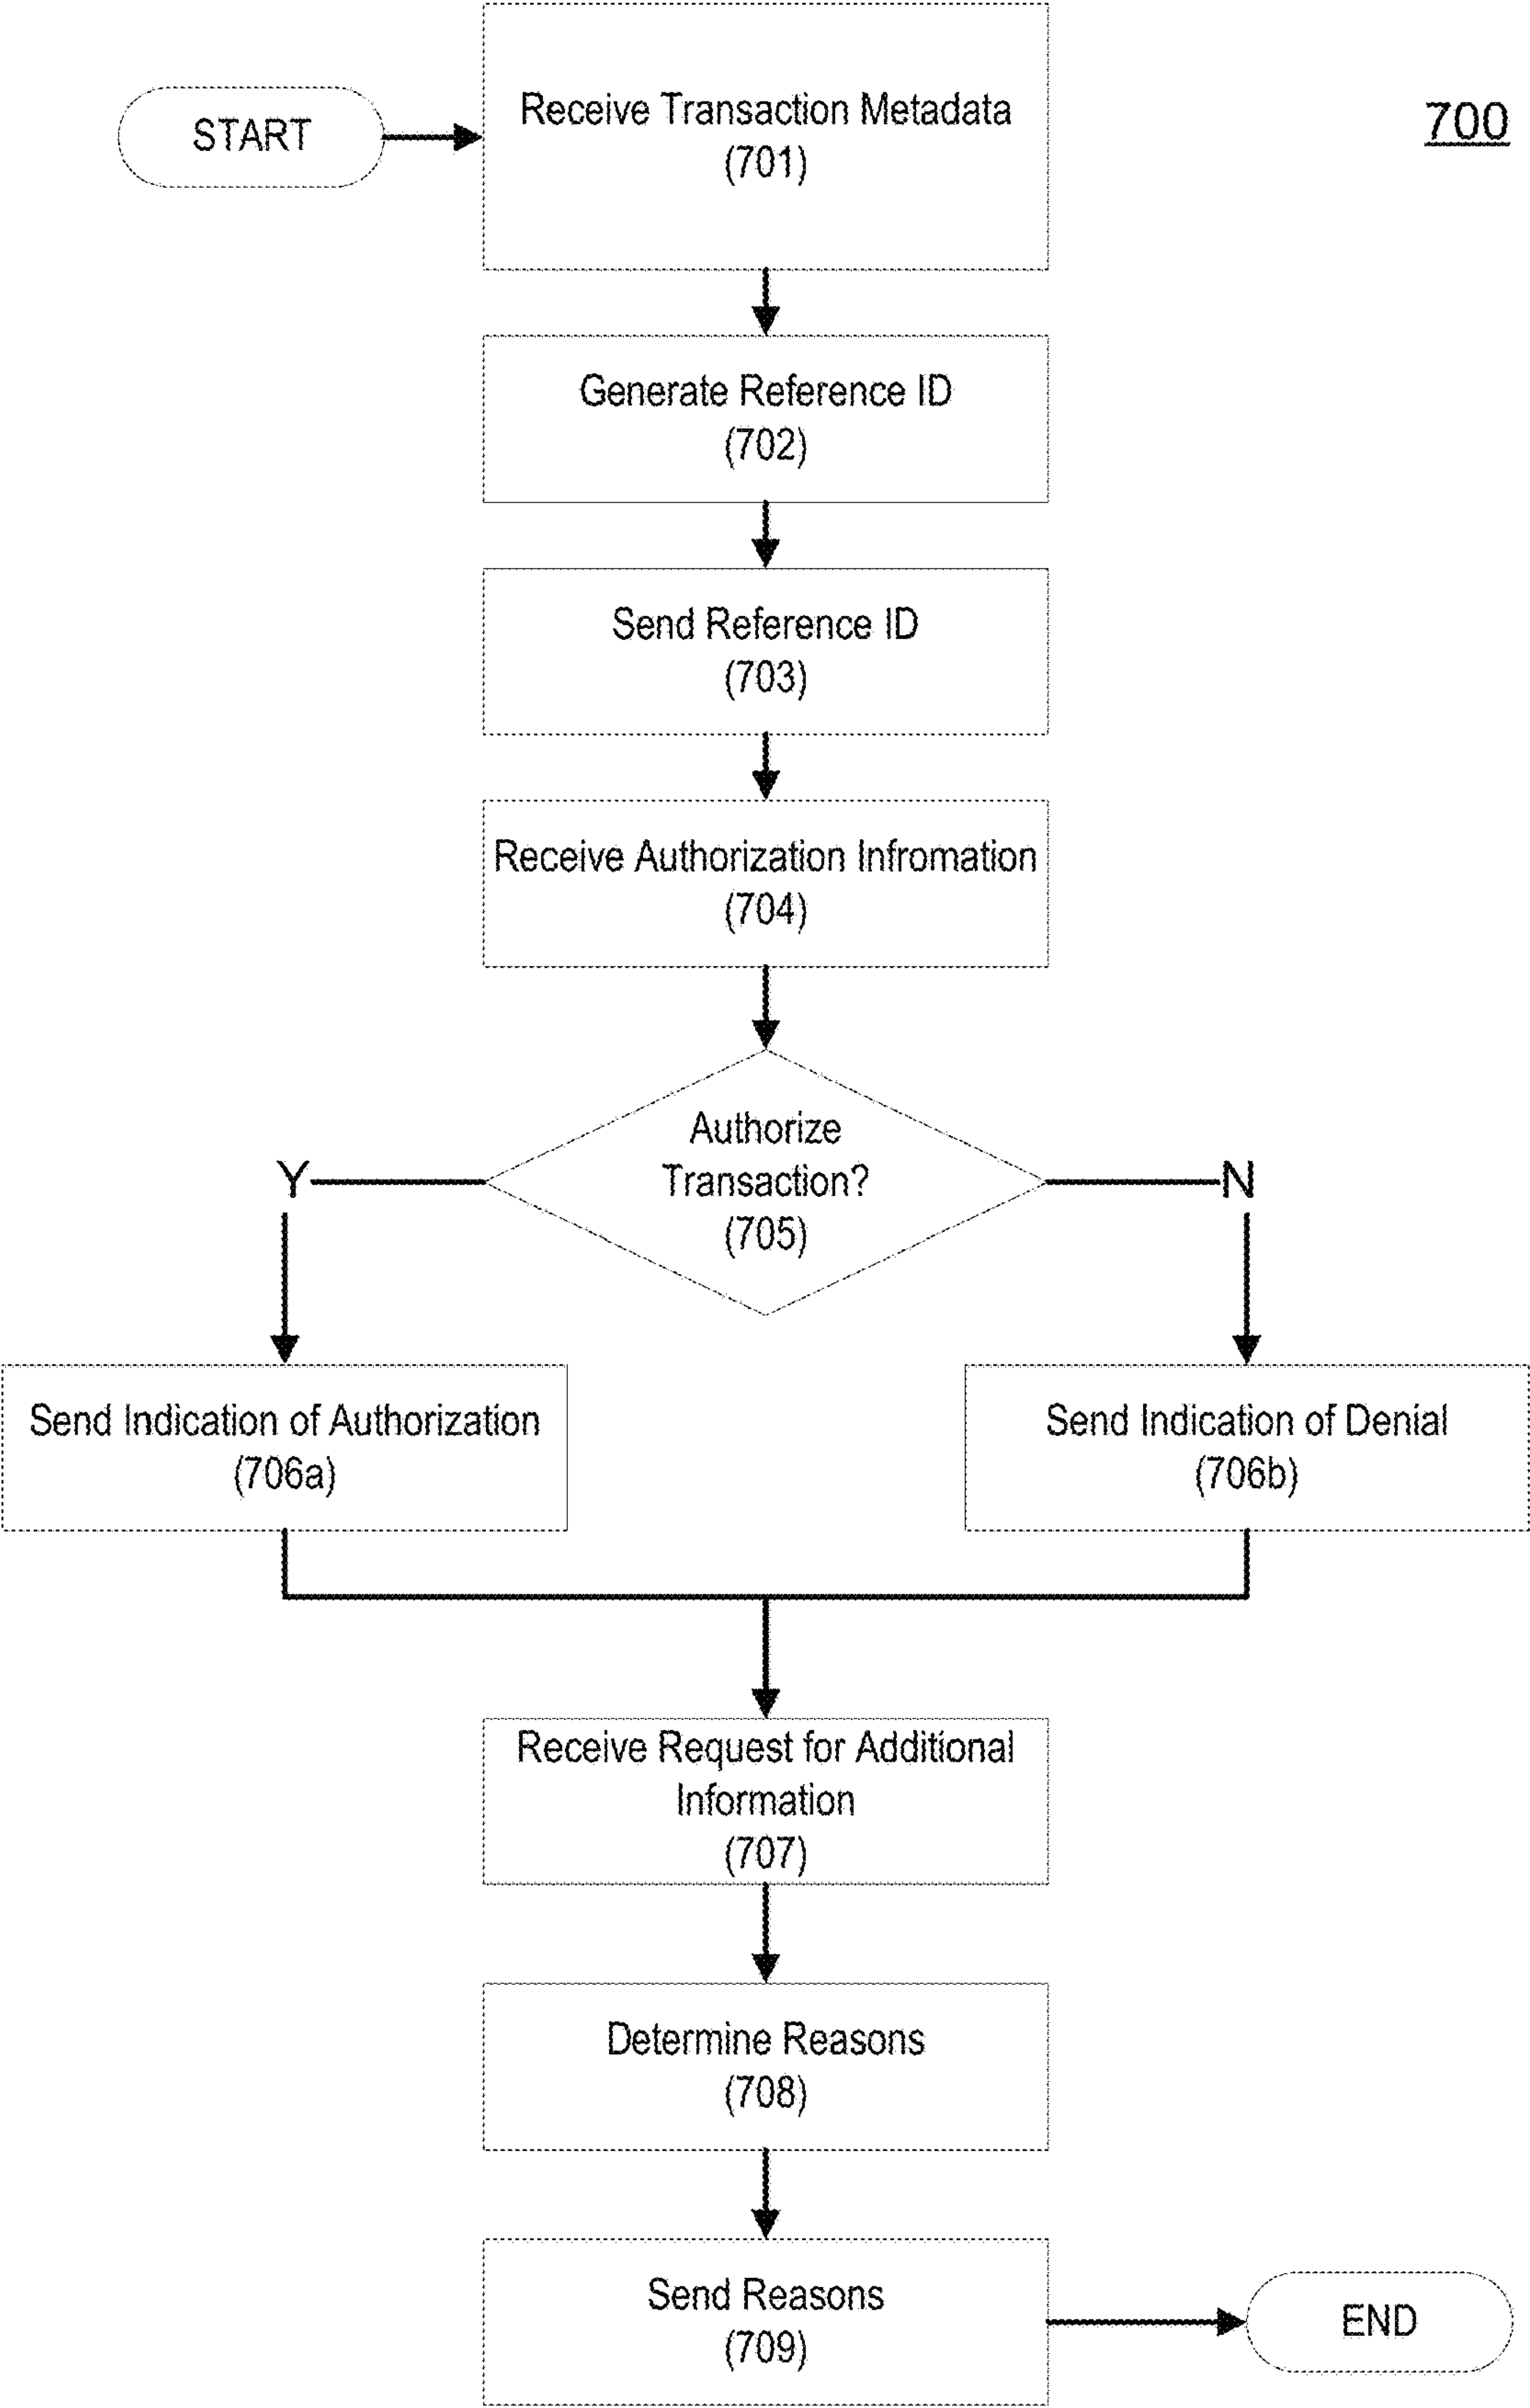 START
Receive Transaction Metadata
(701)
700
Generate Reference ID
(702)
Send Reference ID
(703)
Receive Authorization Infromation
(704)
Authorize
Transaction?
(705)
Y
N
Send Indication of Authorization
(706a)
Send Indication of Denial
(706b)
Receive Request for Additional
Information
(707)
Determine Reasons
(708)
Send Reasons
(709)
END